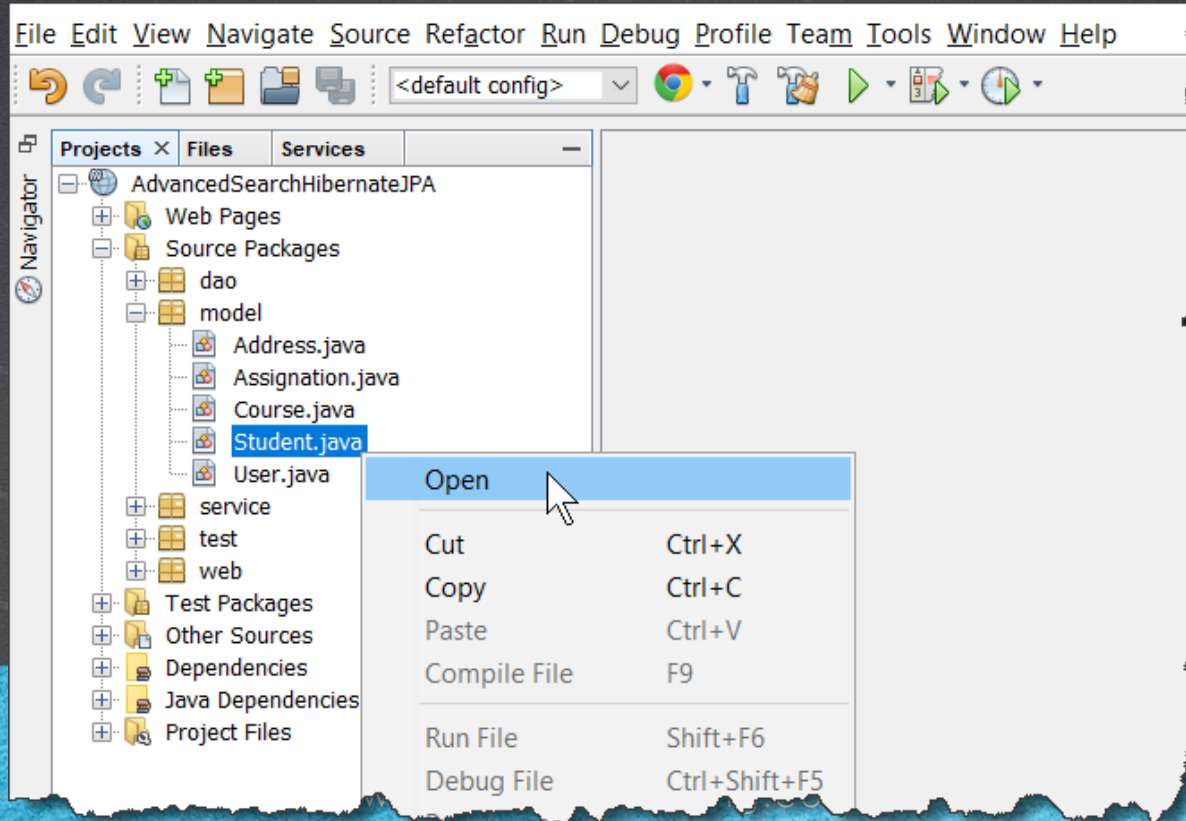 File Edit View Navigate Source Refactor Run Debug Profile Team Tools Window Help
<default config>
Projects Files Services
Navigator
AdvancedSearchHibernateJPA
Web Pages
Source Packages
dao
model
Address.java
Assignation.java
Course.java
Student.java
User.java
service
test
web
Test Packages
Other Sources
Dependencies
Java Dependencies
Project Files
Open
Cut Ctrl+X
Copy Ctrl+C
Paste Ctrl+V
Compile File F9
Run File Shift+F6
Debug File Ctrl+Shift+F5